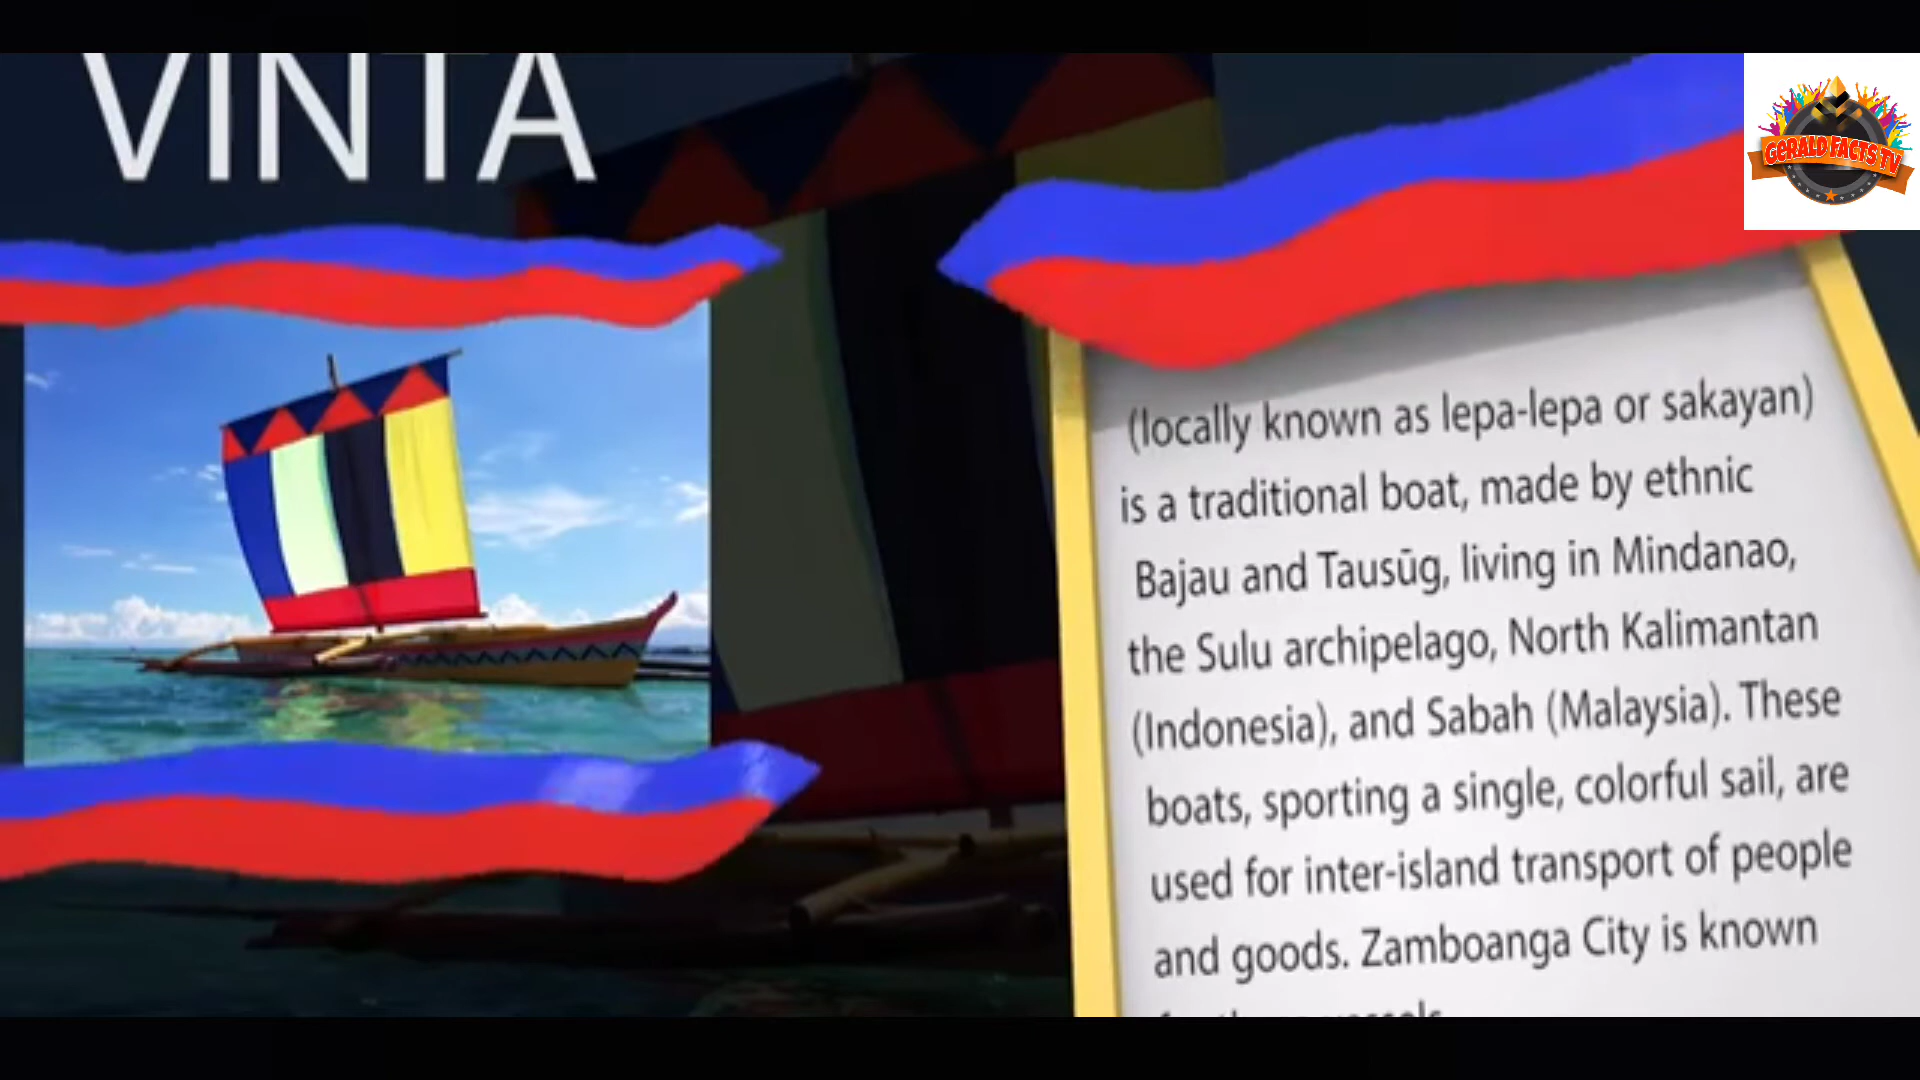 VINTA
GERALD FACTS TV
(locally known as lepa-lepa or sakayan)
is a traditional boat, made by ethnic
Bajau and Tausūg, living in Mindanao,
the Sulu archipelago, North Kalimantan
(Indonesia), and Sabah (Malaysia). These
boats, sporting a single, colorful sail, are
used for inter-island transport of people
and goods. Zamboanga City is known